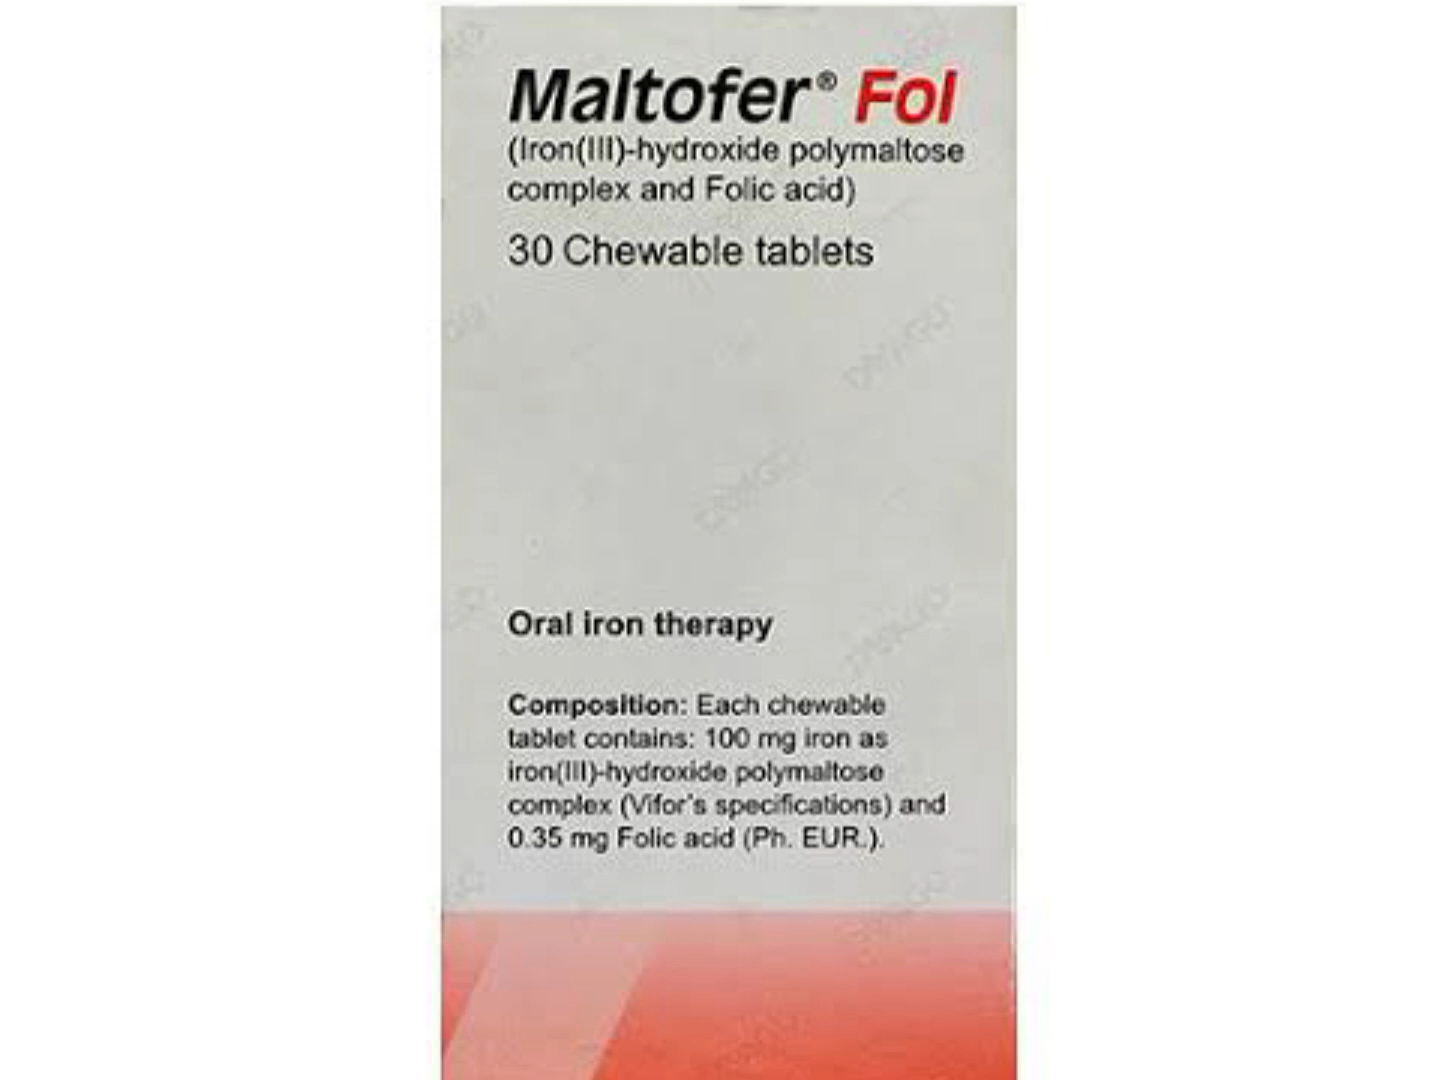 Maltofer® Fol
(Iron(III)-hydroxide polymaltose
complex and Folic acid)
30 Chewable tablets
Oral iron therapy
Composition: Each chewable
tablet contains: 100 mg iron as
iron(III)-hydroxide polymaltose
complex (Vifor's specifications) and
0.35 mg Folic acid (Ph. EUR.).